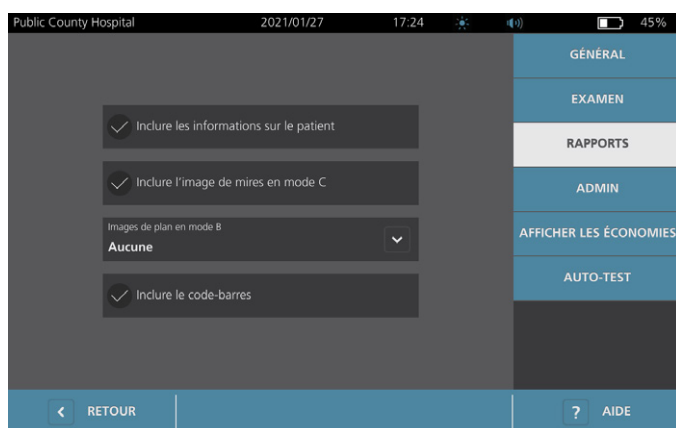 Public County Hospital 2021/01/27 17:24 45%
GÉNÉRAL
EXAMEN
RAPPORTS
ADMIN
AFFICHER LES ÉCONOMIES
AUTO-TEST
Inclure les informations sur le patient
Inclure l'image de mires en mode C
Images de plan en mode B
Aucune
Inclure le code-barres
RETOUR
? AIDE